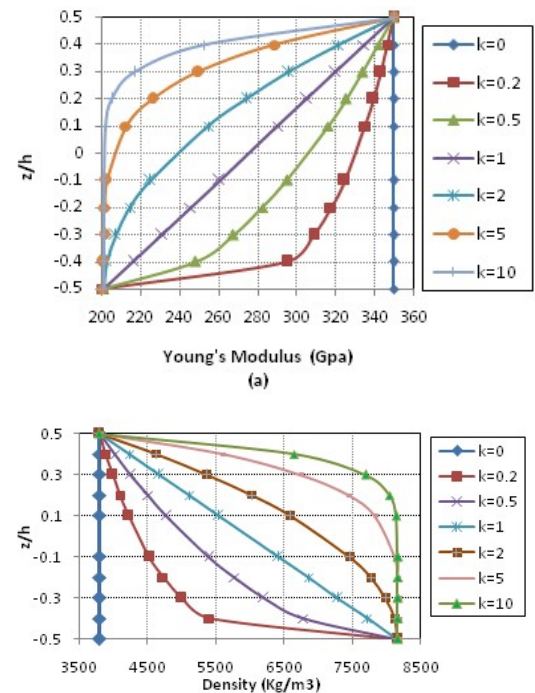 0.5
0.4
0.3
0.2
0.1
0
-0.1
-0.2
-0.3
-0.4
-0.5
z/h
200 220 240 260 280 300 320 340 360
Young's Modulus (Gpa)
(a)
k=0
k=0.2
k=0.5
k=1
k=2
k=5
k=10
0.5
0.3
0.1
-0.1
-0.3
-0.5
z/h
3500 4500 5500 6500 7500 8500
Density (Kg/m3)
k=0
k=0.2
k=0.5
k=1
k=2
k=5
k=10